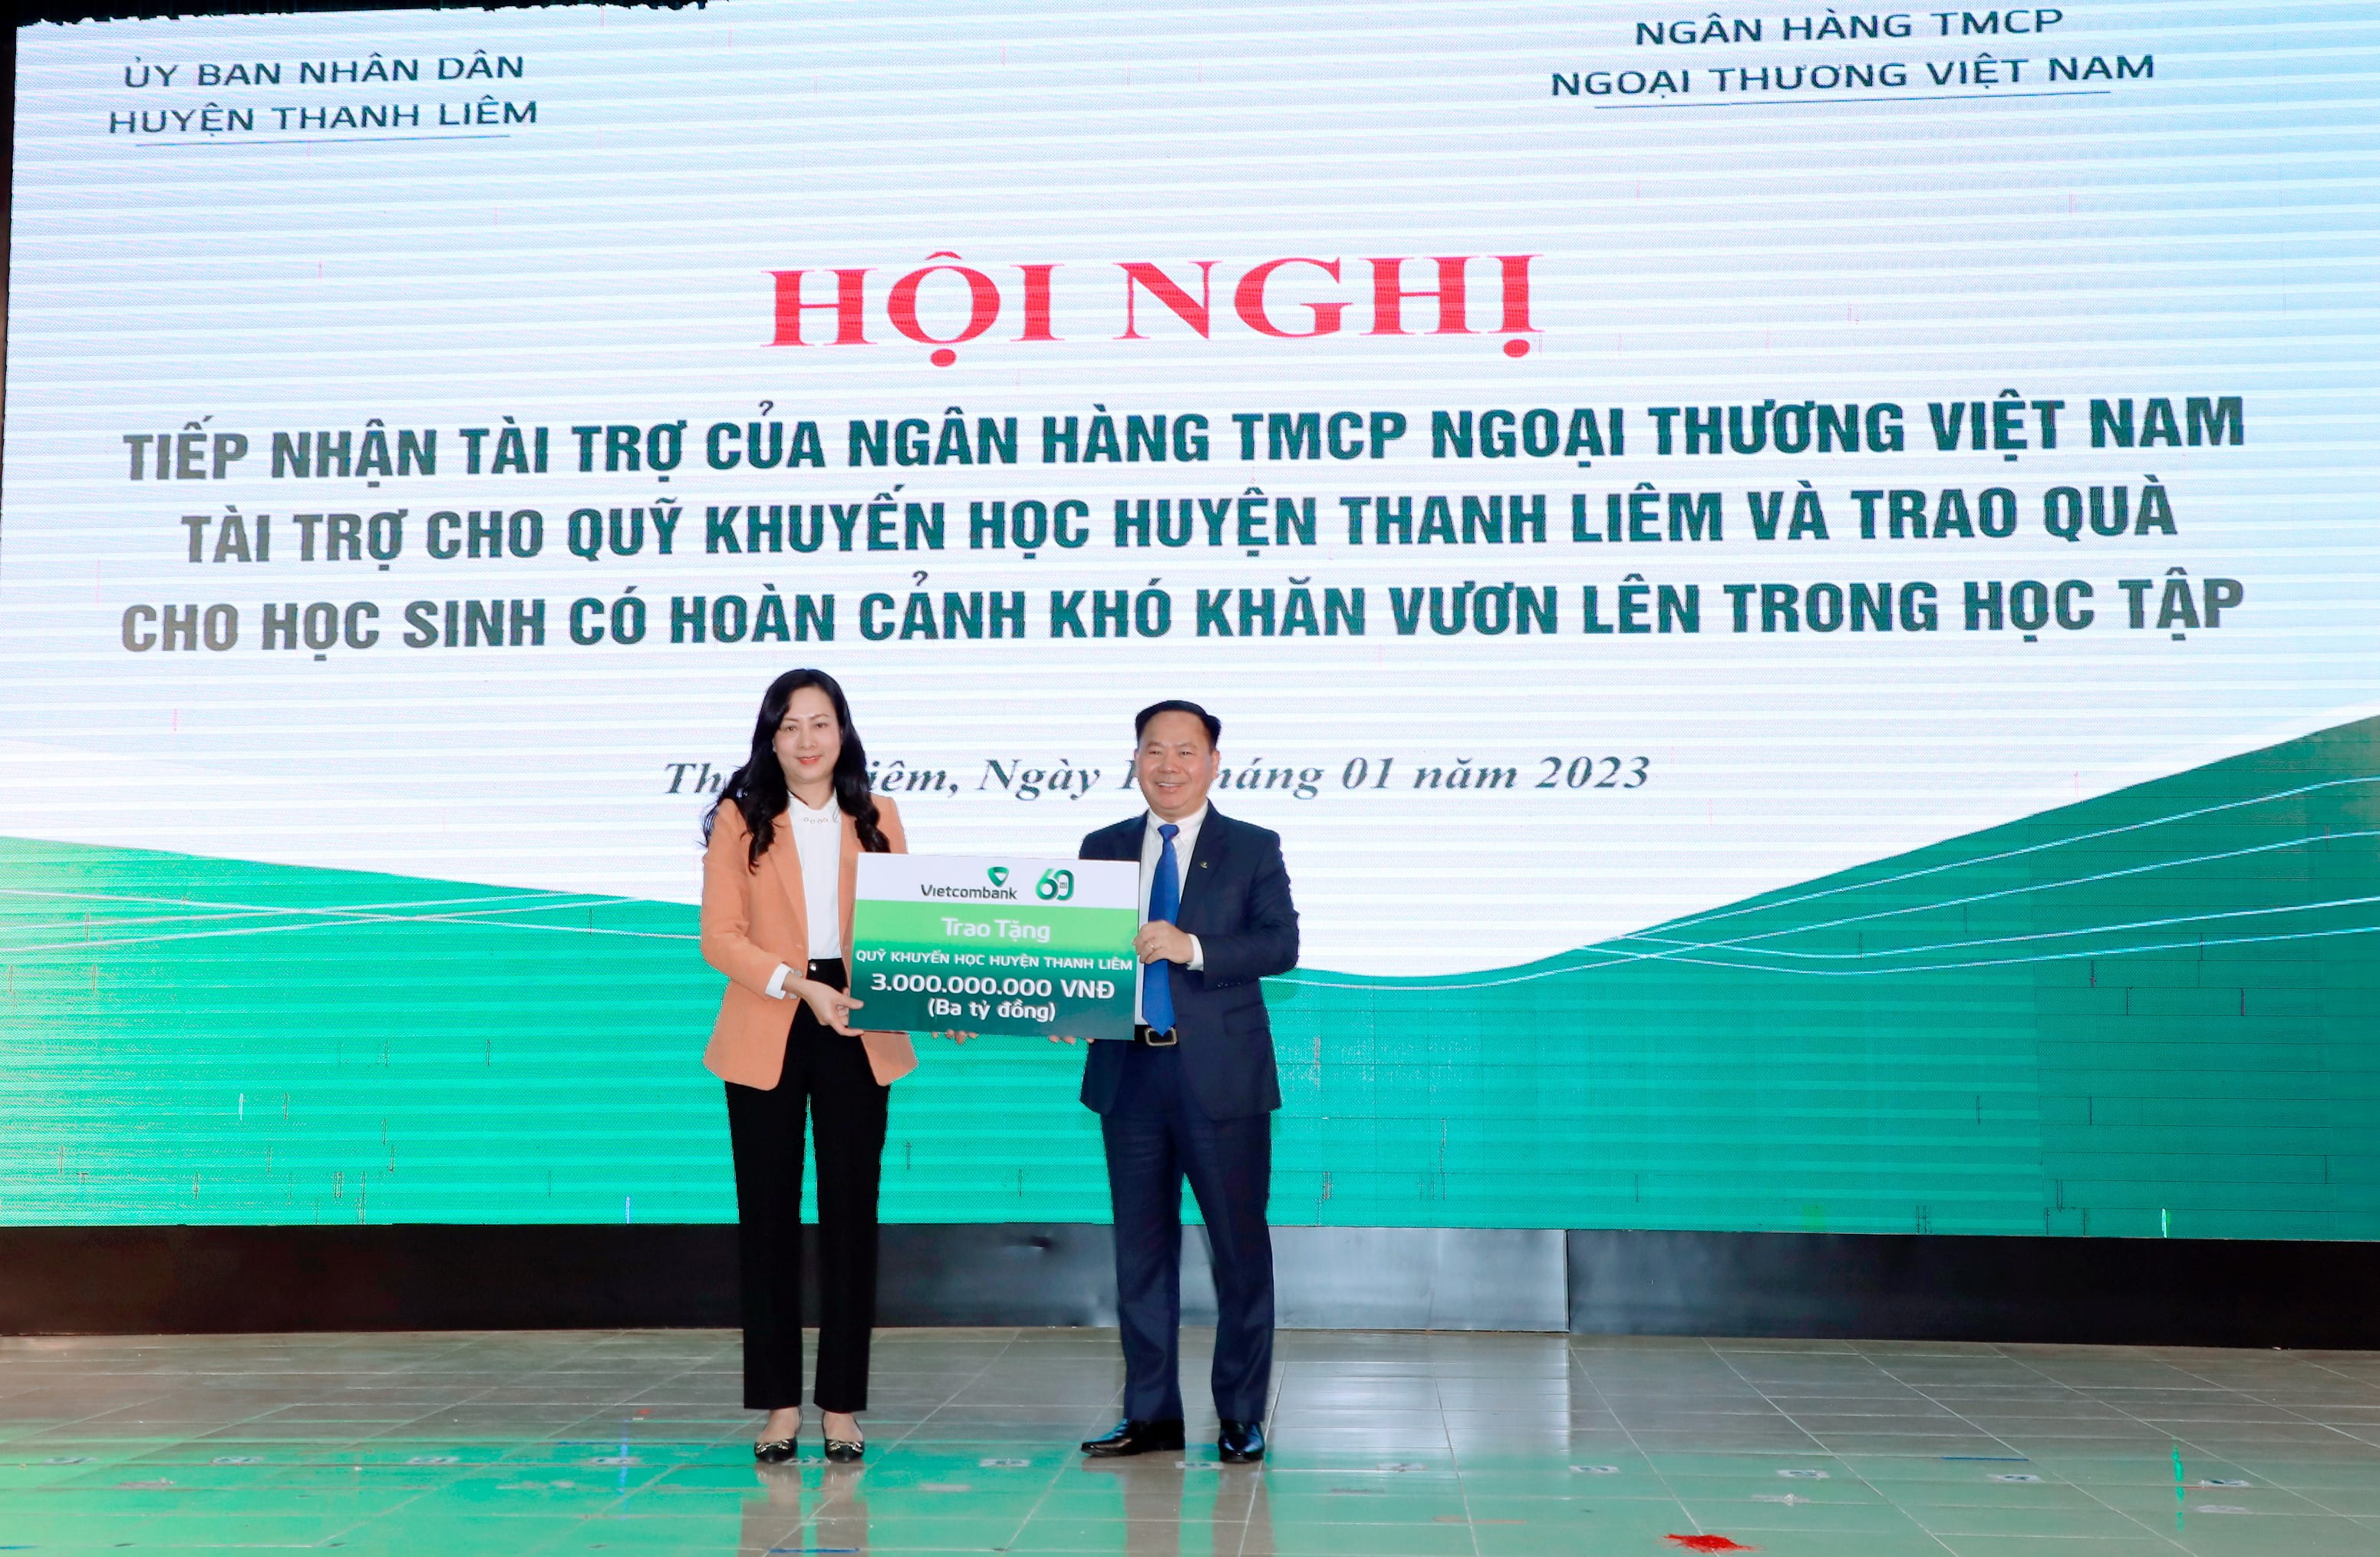 ỦY BAN NHÂN DÂN
HUYỆN THANH LIÊM
NGÂN HÀNG TMCP
NGOẠI THƯƠNG VIỆT NAM
HỘI NGHỊ
TIẾP NHẬN TÀI TRỢ CỦA NGÂN HÀNG TMCP NGOẠI THƯƠNG VIỆT NAM
TÀI TRỢ CHO QUỸ KHUYẾN HỌC HUYỆN THANH LIÊM VÀ TRAO QUÀ
CHO HỌC SINH CÓ HOÀN CẢNH KHÓ KHĂN VƯƠN LÊN TRONG HỌC TẬP
Ngày 01 năm 2023
Vietcombank 60
Trao Tặng
QUỸ KHUYẾN HỌC HUYỆN THANH LIÊM
3.000.000.000 VNĐ
(Ba tỷ đồng)